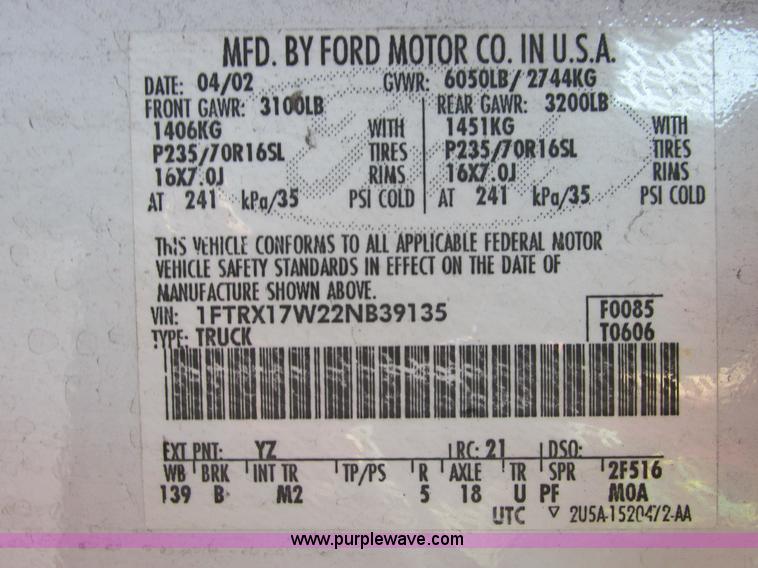 MFD. BY FORD MOTOR CO. IN U.S.A.
DATE: 04/02 GVWR: 6050LB/ 2744KG
FRONT GAWR: 3100LB REAR GAWR: 3200LB
1406KG WITH 1451KG WITH
P235/70R16SL TIRES P235/70R16SL TIRES
16X7.0J RIMS 16X7.0J RIMS
AT 241 kPa/35 PSI COLD AT 241 kPa/35 PSI COLD
THIS VEHICLE CONFORMS TO ALL APPLICABLE FEDERAL MOTOR
VEHICLE SAFETY STANDARDS IN EFFECT ON THE DATE OF
MANUFACTURE SHOWN ABOVE.
VIN: 1FTRX17W22NB39135 F0085
TYPE: TRUCK T0606
EXT PNT: YZ RC: 21 DSO:
WB BRK INT TR TP/PS R AXLE TR SPR 2F516
139 B M2 5 18 U PF M0A
UTC ▽ 2U5A-1520472-AA
www.purplewave.com